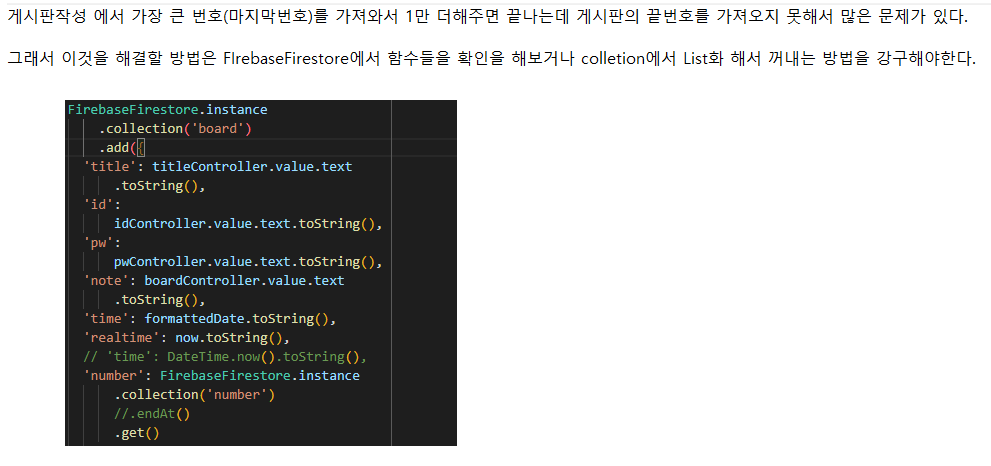 게시판작성 에서 가장 큰 번호(마지막번호)를 가져와서 1만 더해주면 끝나는데 게시판의 끝번호를 가져오지 못해서 많은 문제가 있다.
그래서 이것을 해결할 방법은 FIrebaseFirestore에서 함수들을 확인을 해보거나 colletion에서 List화 해서 꺼내는 방법을 강구해야한다.
FirebaseFirestore.instance
.collection('board')
.add({
'title': titleController.value.text
.toString(),
'id':
idController.value.text.toString(),
'pw':
pwController.value.text.toString(),
'note': boardController.value.text
.toString(),
'time': formattedDate.toString(),
'realtime': now.toString(),
// 'time': DateTime.now().toString(),
'number': FirebaseFirestore.instance
.collection('number')
//.endAt()
.get()